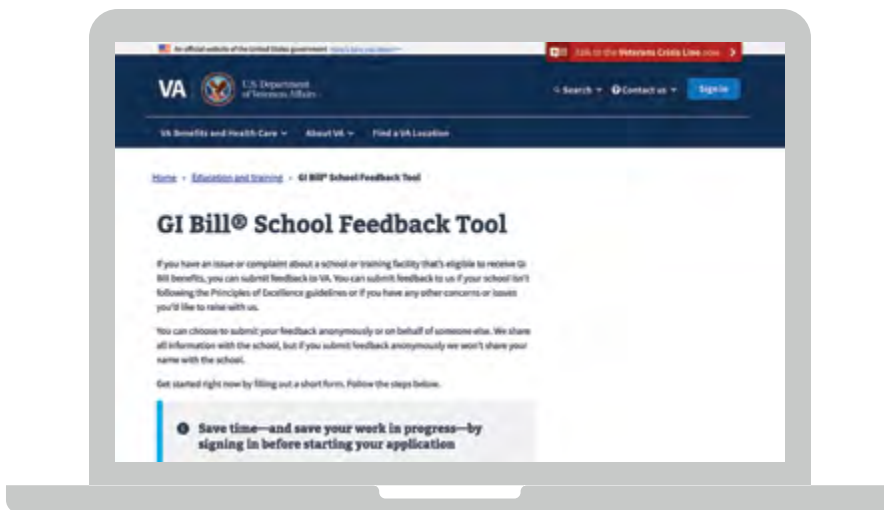 An official website of the United States government
Talk to the Veterans Crisis Line now
VA U.S. Department of Veterans Affairs
Search Contact us Sign in
VA Benefits and Health Care About VA Find a VA Location
Home Education and training GI Bill® School Feedback Tool
GI Bill® School Feedback Tool
If you have an issue or complaint about a school or training facility that's eligible to receive GI
Bill benefits, you can submit feedback to VA. You can submit feedback to us if your school isn't
following the Principles of Excellence guidelines or if you have any other concerns or issues
you'd like to raise with us.
You can choose to submit your feedback anonymously or on behalf of someone else. We share
all information with the school, but if you submit feedback anonymously we won't share your
name with the school.
Get started right now by filling out a short form. Follow the steps below.
Save time—and save your work in progress—by
signing in before starting your application